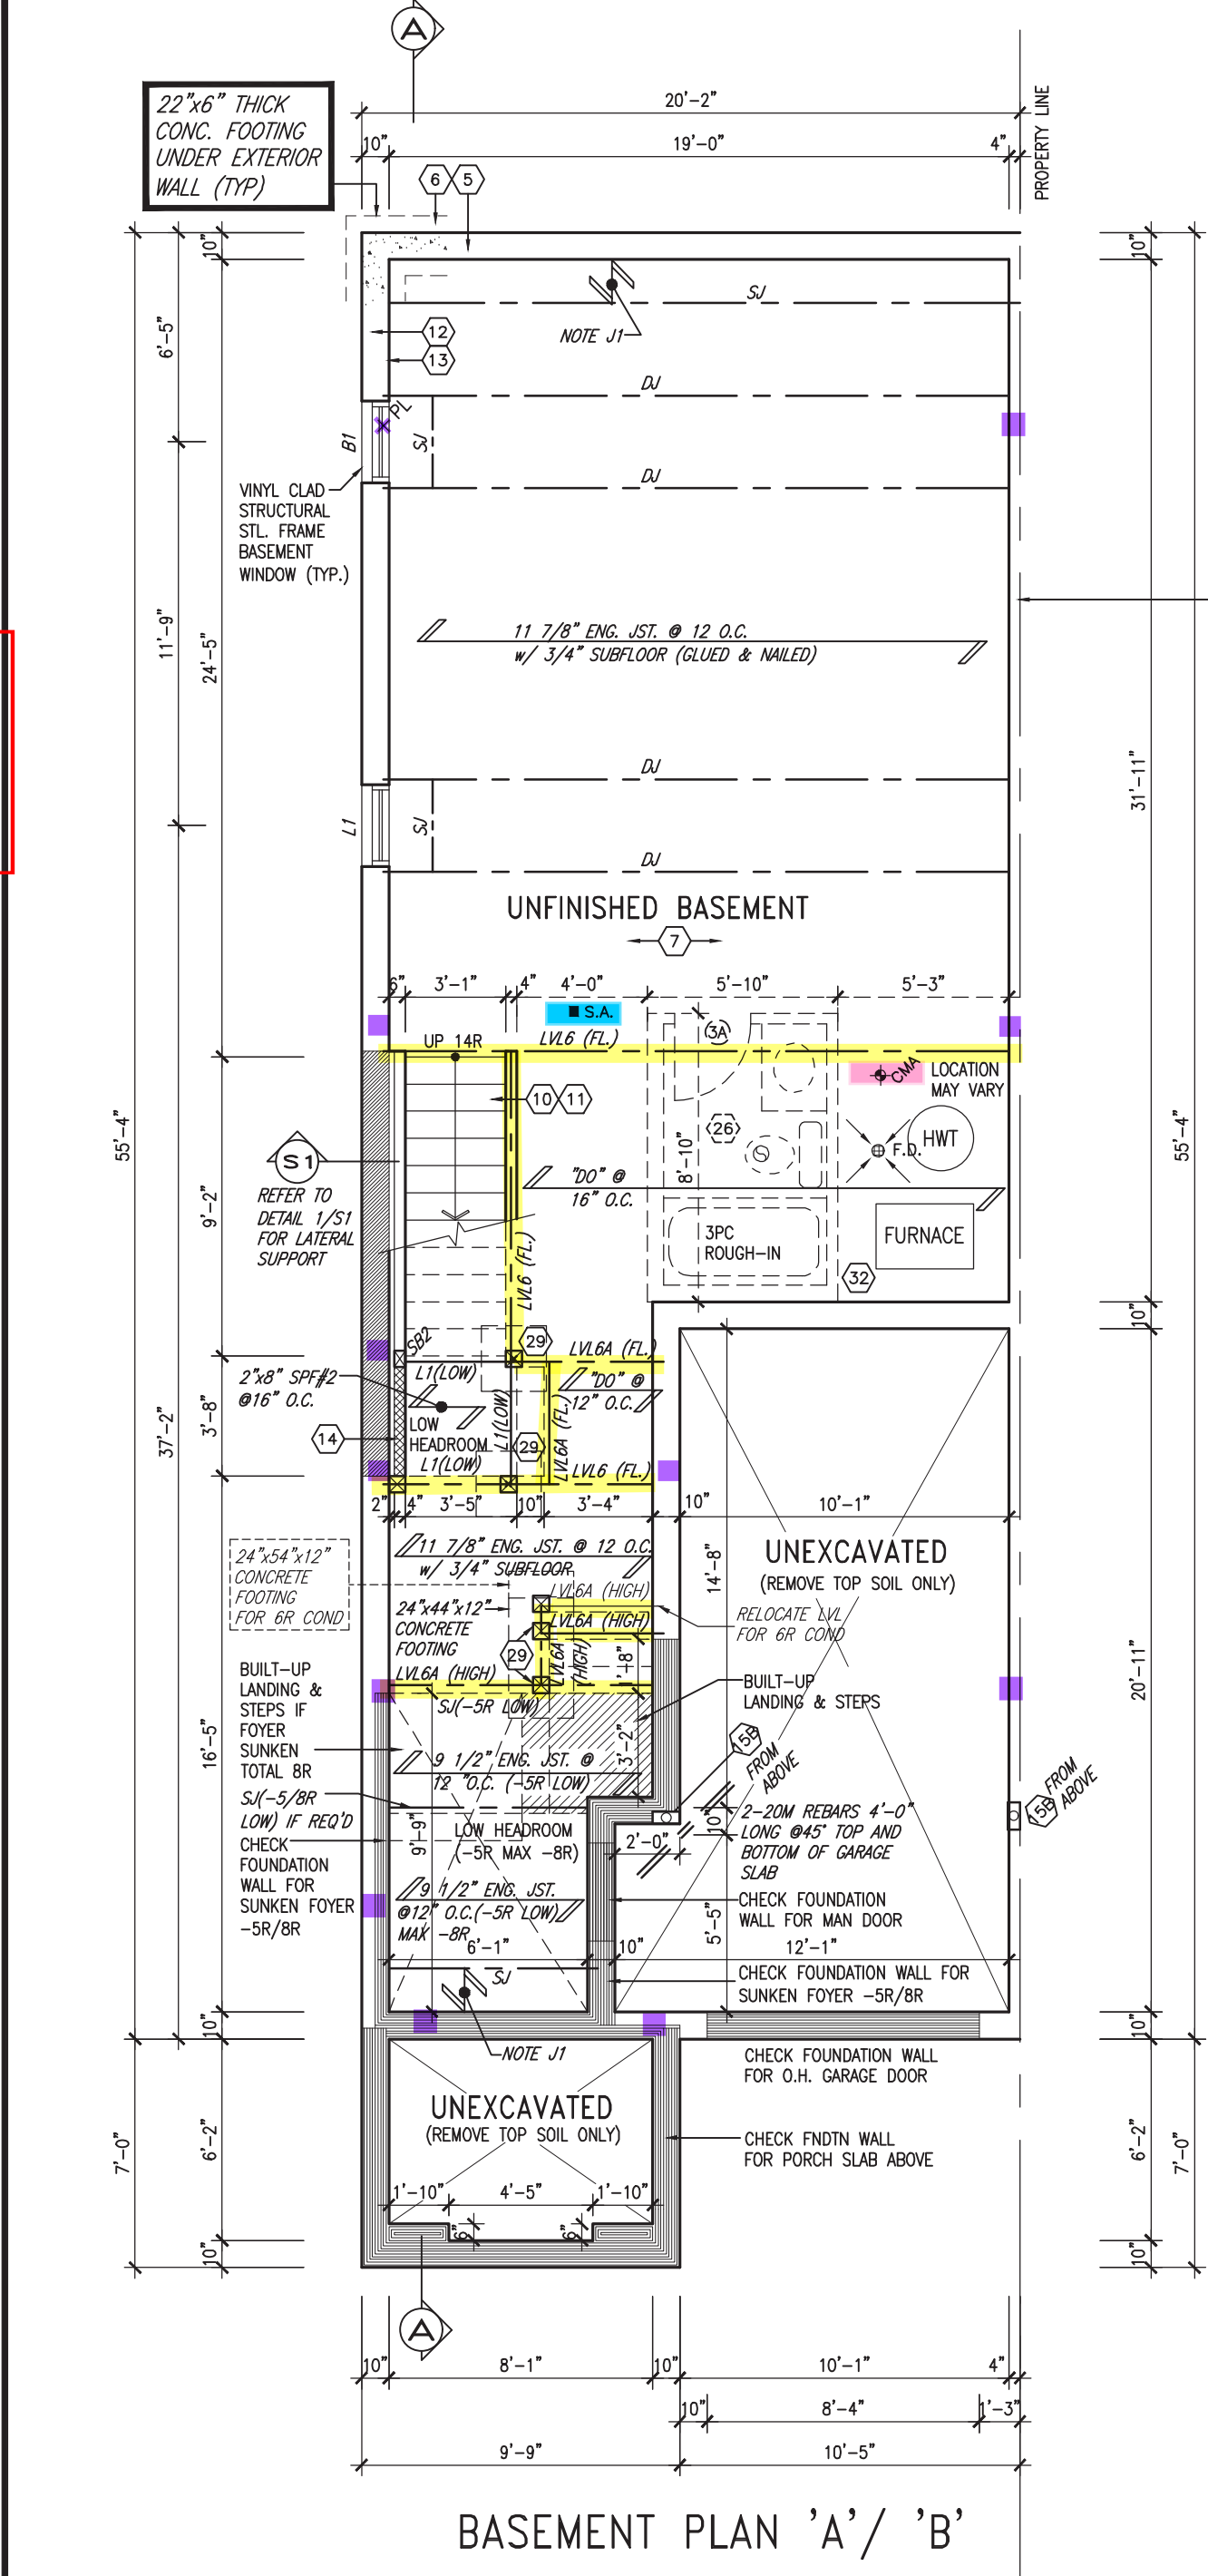 A
22"x6" THICK
CONC. FOOTING
UNDER EXTERIOR
WALL (TYP)
20'-2"
PROPERTY LINE
10"
19'-0"
4"
6
5
10"
10"
SJ
NOTE J1
12
13
6'-5"
DJ
PL
B1
SJ
DJ
VINYL CLAD
STRUCTURAL
STL. FRAME
BASEMENT
WINDOW (TYP.)
11'-9"
24'-5"
11 7/8" ENG. JST. @ 12 O.C.
w/ 3/4" SUBFLOOR (GLUED & NAILED)
31'-11"
DJ
L1
SJ
DJ
UNFINISHED BASEMENT
7
6"
3'-1"
4"
4'-0"
5'-10"
5'-3"
S.A.
LVL6 (FL.)
UP 14R
3A
CMA
LOCATION
MAY VARY
10
11
26
HWT
F.D.
55'-4"
55'-4"
S1
8'-10"
"DO" @
16" O.C.
REFER TO
DETAIL 1/S1
FOR LATERAL
SUPPORT
9'-2"
3PC
ROUGH-IN
FURNACE
LVL6 (FL.)
32
10"
SB2
29
LVL6A (FL.)
L1(LOW)
"DO" @
12" O.C.
2"x8" SPF#2
@16" O.C.
3'-8"
37'-2"
LOW
HEADROOM
L1(LOW)
LVL6A (FL.)
14
29
L1(LOW)
LVL6 (FL.)
2"
4"
3'-5"
10"
3'-4"
10"
10'-1"
11 7/8" ENG. JST. @ 12 O.C.
w/ 3/4" SUBFLOOR
14'-8"
UNEXCAVATED
(REMOVE TOP SOIL ONLY)
24"x54"x12"
CONCRETE
FOOTING
FOR 6R COND
LVL6A (HIGH)
24"x44"x12"
CONCRETE
FOOTING
LVL6A (HIGH)
RELOCATE LVL
FOR 6R COND
29
LVL6A
(HIGH)
1'-8"
LVL6A (HIGH)
BUILT-UP
LANDING &
STEPS IF
FOYER
SUNKEN
TOTAL 8R
BUILT-UP
LANDING & STEPS
20'-11"
SJ(-5R LOW)
16'-5"
3'-2"
15B
FROM
ABOVE
9 1/2" ENG. JST. @
12 "O.C. (-5R LOW)
15B
FROM
ABOVE
SJ(-5/8R
LOW) IF REQ'D
CHECK
FOUNDATION
WALL FOR
SUNKEN FOYER
-5R/8R
9'-9"
LOW HEADROOM
(-5R MAX -8R)
2'-0"
10"
2-20M REBARS 4'-0"
LONG @45° TOP AND
BOTTOM OF GARAGE
SLAB
9 1/2" ENG. JST.
@12" O.C.(-5R LOW)
MAX -8R
CHECK FOUNDATION
WALL FOR MAN DOOR
5'-5"
6'-1"
10"
12'-1"
SJ
CHECK FOUNDATION WALL FOR
SUNKEN FOYER -5R/8R
10"
10"
NOTE J1
CHECK FOUNDATION WALL
FOR O.H. GARAGE DOOR
UNEXCAVATED
(REMOVE TOP SOIL ONLY)
CHECK FNDTN WALL
FOR PORCH SLAB ABOVE
7'-0"
6'-2"
6'-2"
7'-0"
1'-10"
4'-5"
1'-10"
6"
6"
10"
10"
A
10"
8'-1"
10"
10'-1"
4"
10"
8'-4"
1'-3"
9'-9"
10'-5"
BASEMENT PLAN 'A'/ 'B'